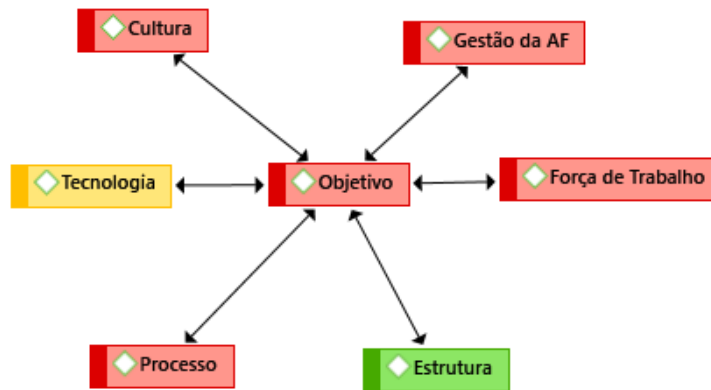 Cultura
Gestão da AF
Tecnologia
Objetivo
Força de Trabalho
Processo
Estrutura